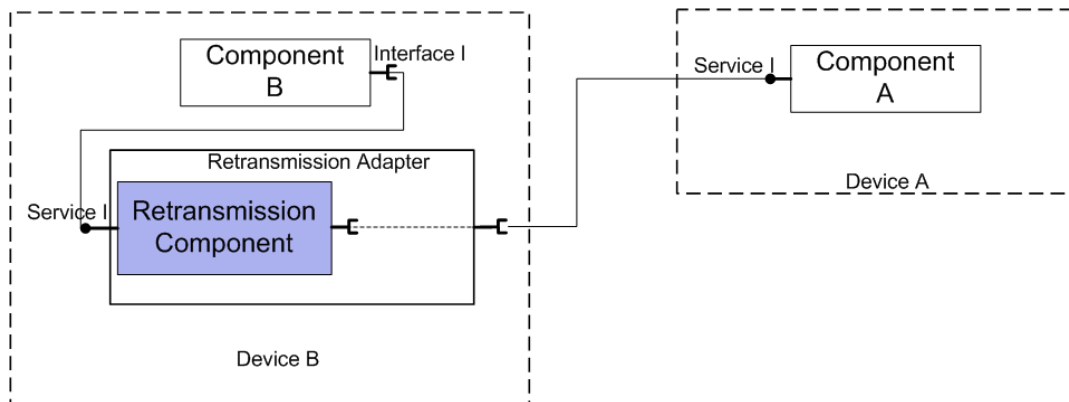 Component
B
Interface I
Retransmission Adapter
Service I
Retransmission
Component
Device B
Service I
Component
A
Device A